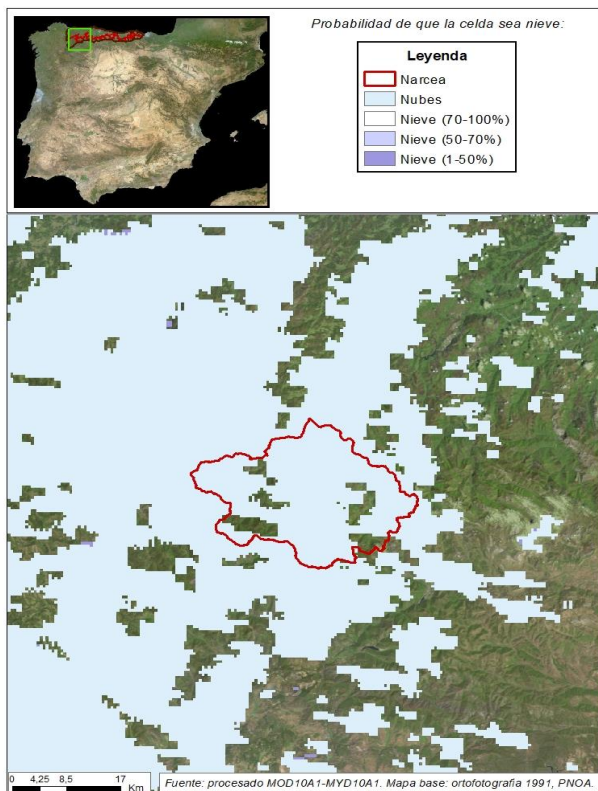 Probabilidad de que la celda sea nieve:
Leyenda
Narcea
Nubes
Nieve (70-100%)
Nieve (50-70%)
Nieve (1-50%)
0 4,25 8,5 17
Km
Fuente: procesado MOD10A1-MYD10A1. Mapa base: ortofotografia 1991, PNOA.